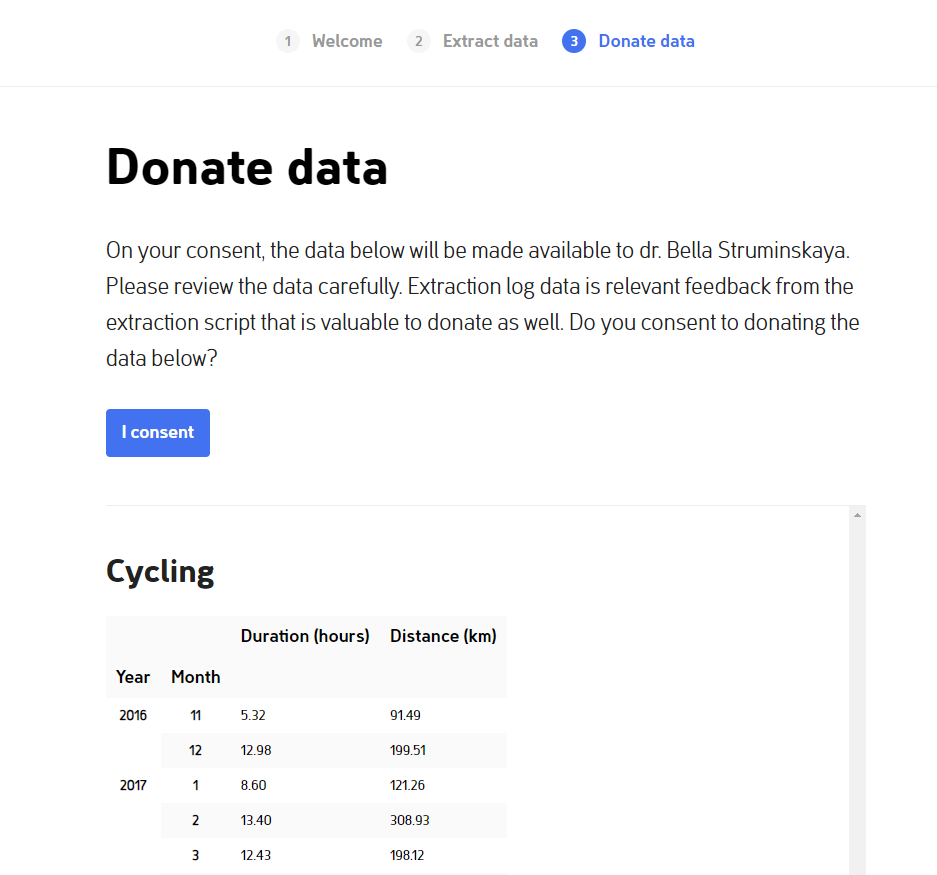 1 Welcome 2 Extract data 3 Donate data
Donate data
On your consent, the data below will be made available to dr. Bella Struminskaya.
Please review the data carefully. Extraction log data is relevant feedback from the
extraction script that is valuable to donate as well. Do you consent to donating the
data below?
I consent
Cycling
Duration (hours) Distance (km)
Year Month
2016 11 5.32 91.49
12 12.98 199.51
2017 1 8.60 121.26
2 13.40 308.93
3 12.43 198.12